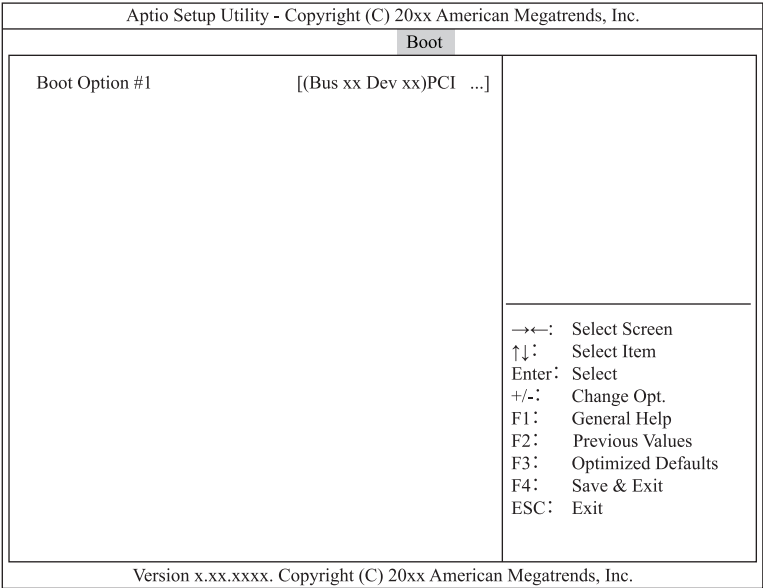 Aptio Setup Utility - Copyright (C) 20xx American Megatrends, Inc.
Boot
Boot Option #1 [(Bus xx Dev xx)PCI ...]
→←: Select Screen
↑↓: Select Item
Enter: Select
+/-: Change Opt.
F1: General Help
F2: Previous Values
F3: Optimized Defaults
F4: Save & Exit
ESC: Exit
Version x.xx.xxxx. Copyright (C) 20xx American Megatrends, Inc.